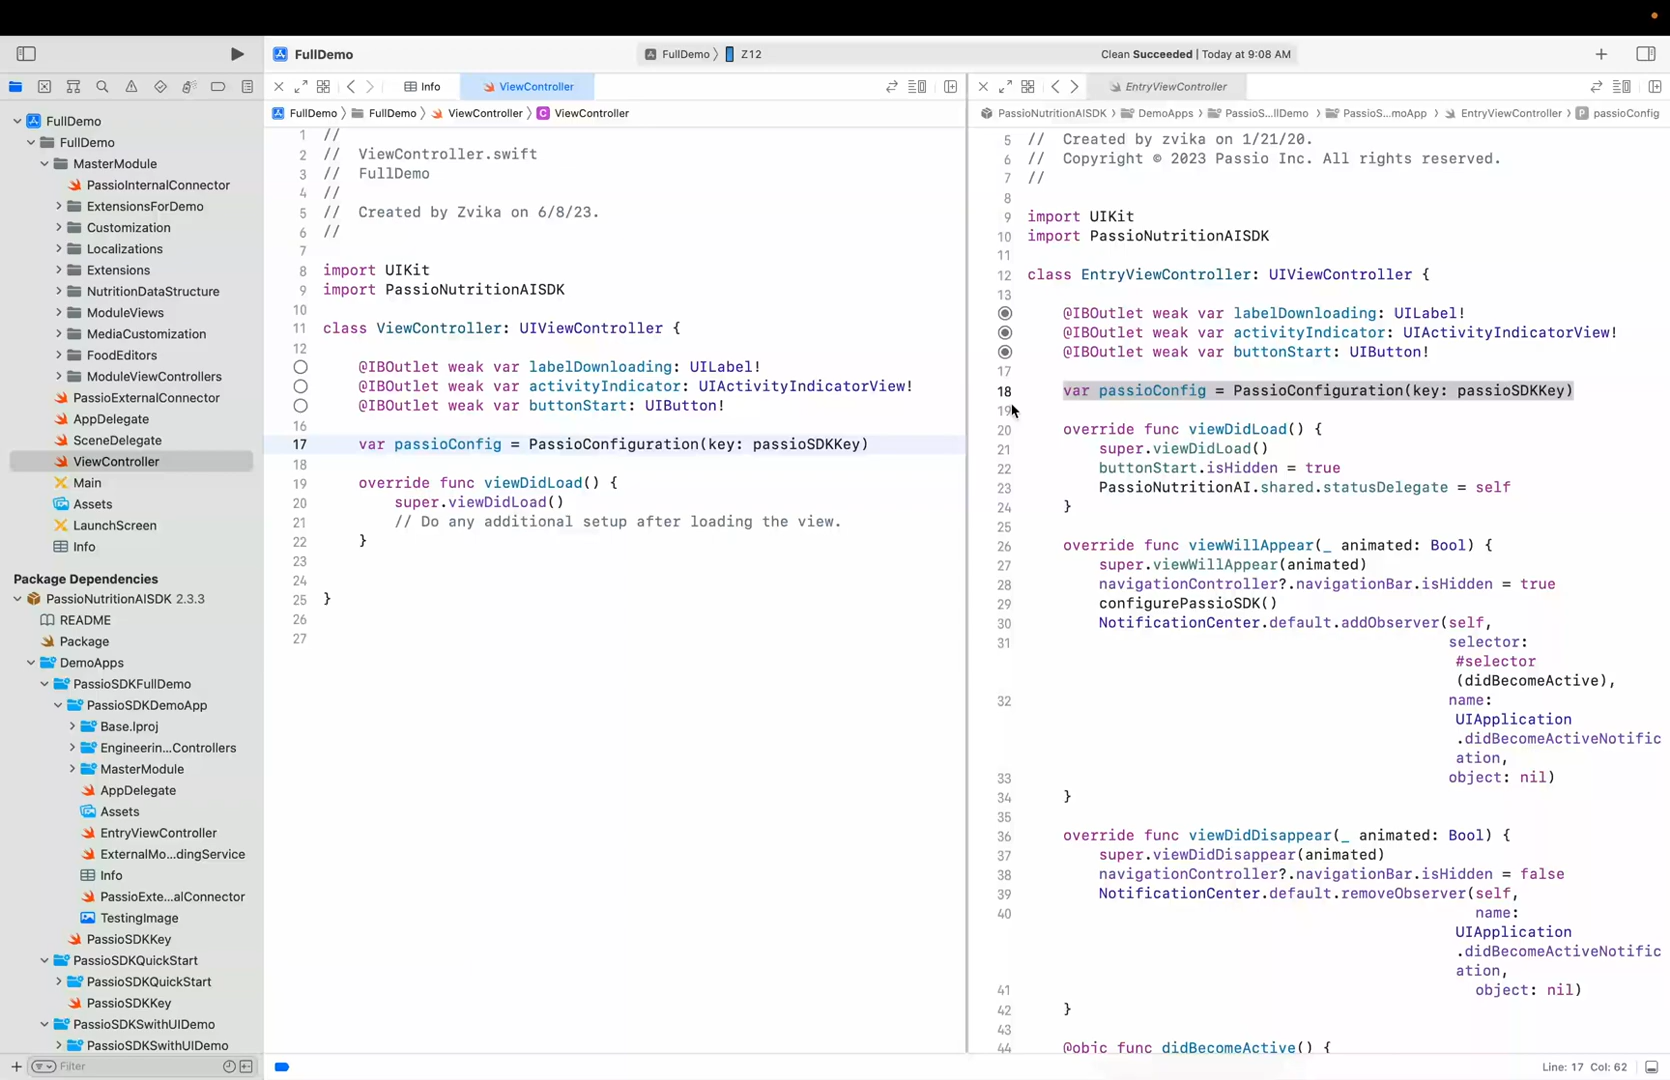 FullDemo
FullDemo
Z12
Clean Succeeded | Today at 9:08 AM
Info
ViewController
EntryViewController
FullDemo
FullDemo
ViewController
C
ViewController
PassioNutritionAISDK
DemoApps
PassioS...llDemo
PassioS...moApp
EntryViewController
P
passioConfig
FullDemo
FullDemo
MasterModule
PassioInternalConnector
ExtensionsForDemo
Customization
Localizations
Extensions
NutritionDataStructure
ModuleViews
MediaCustomization
FoodEditors
ModuleViewControllers
PassioExternalConnector
AppDelegate
SceneDelegate
ViewController
Main
Assets
LaunchScreen
Info
Package Dependencies
PassioNutritionAISDK 2.3.3
README
Package
DemoApps
PassioSDKFullDemo
PassioSDKDemoApp
Base.lproj
Engineerin...Controllers
MasterModule
AppDelegate
Assets
EntryViewController
ExternalMo...dingService
Info
PassioExte...alConnector
TestingImage
PassioSDKKey
PassioSDKQuickStart
PassioSDKQuickStart
PassioSDKKey
PassioSDKSwithUIDemo
PassioSDKSwithUIDemo
Filter
1 //
2 // ViewController.swift
3 // FullDemo
4 //
5 // Created by Zvika on 6/8/23.
6 //
7
8 import UIKit
9 import PassioNutritionAISDK
10
11 class ViewController: UIViewController {
12
@IBOutlet weak var labelDownloading: UILabel!
@IBOutlet weak var activityIndicator: UIActivityIndicatorView!
@IBOutlet weak var buttonStart: UIButton!
16
17 var passioConfig = PassioConfiguration(key: passioSDKKey)
18
19 override func viewDidLoad() {
20 super.viewDidLoad()
21 // Do any additional setup after loading the view.
22 }
23
24
25 }
26
27
5 // Created by zvika on 1/21/20.
6 // Copyright © 2023 Passio Inc. All rights reserved.
7 //
8
9 import UIKit
10 import PassioNutritionAISDK
11
12 class EntryViewController: UIViewController {
13
@IBOutlet weak var labelDownloading: UILabel!
@IBOutlet weak var activityIndicator: UIActivityIndicatorView!
@IBOutlet weak var buttonStart: UIButton!
17
18 var passioConfig = PassioConfiguration(key: passioSDKKey)
19
20 override func viewDidLoad() {
21 super.viewDidLoad()
22 buttonStart.isHidden = true
23 PassioNutritionAI.shared.statusDelegate = self
24 }
25
26 override func viewWillAppear(_ animated: Bool) {
27 super.viewWillAppear(animated)
28 navigationController?.navigationBar.isHidden = true
29 configurePassioSDK()
30 NotificationCenter.default.addObserver(self,
31 selector:
#selector
(didBecomeActive),
32 name:
UIApplication
.didBecomeActiveNotific
ation,
33 object: nil)
34 }
35
36 override func viewDidDisappear(_ animated: Bool) {
37 super.viewDidDisappear(animated)
38 navigationController?.navigationBar.isHidden = false
39 NotificationCenter.default.removeObserver(self,
40 name:
UIApplication
.didBecomeActiveNotific
ation,
41 object: nil)
42 }
43
44 @objc func didBecomeActive() {
Line: 17 Col: 62